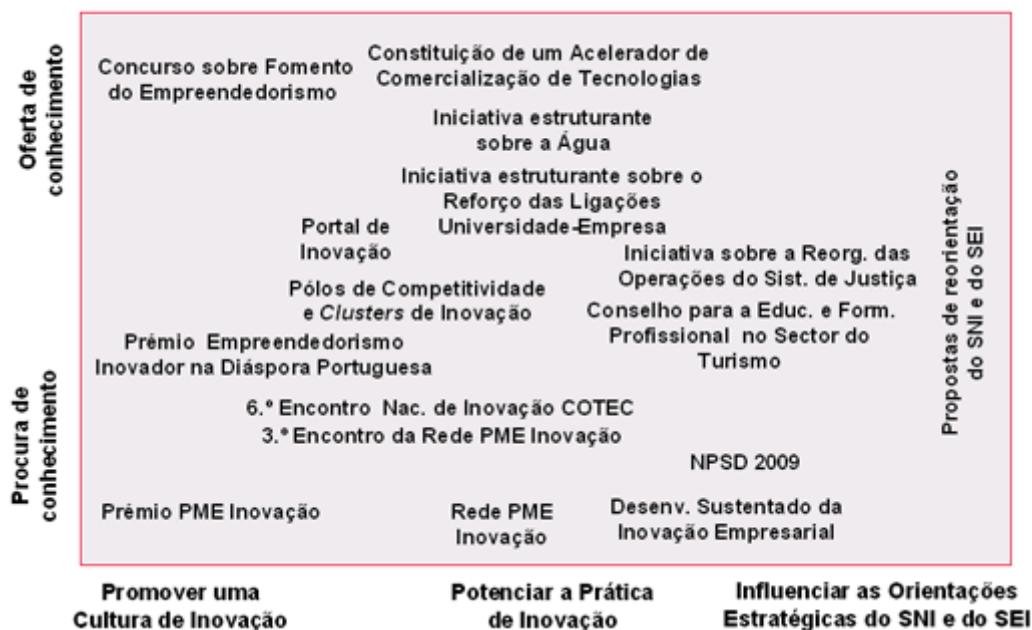 Oferta de
conhecimento
Procura de
conhecimento
Concurso sobre Fomento
do Empreendedorismo
Constituição de um Acelerador de
Comercialização de Tecnologias
Iniciativa estruturante
sobre a Água
Iniciativa estruturante sobre o
Reforço das Ligações
Universidade-Empresa
Portal de
Inovação
Iniciativa sobre a Reorg. das
Operações do Sist. de Justiça
Pólos de Competitividade
e Clusters de Inovação
Conselho para a Educ. e Form.
Profissional no Sector do
Turismo
Prémio Empreendedorismo
Inovador na Diáspora Portuguesa
Propostas de reorientação
do SNI e do SEI
6.º Encontro Nac. de Inovação COTEC
3.º Encontro da Rede PME Inovação
NPSD 2009
Prémio PME Inovação
Rede PME
Inovação
Desenv. Sustentado da
Inovação Empresarial
Promover uma
Cultura de Inovação
Potenciar a Prática
de Inovação
Influenciar as Orientações
Estratégicas do SNI e do SEI